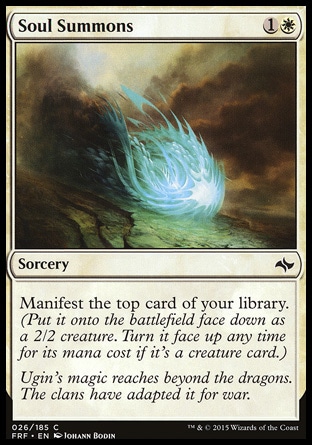 Soul Summons 1
Sorcery
Manifest the top card of your library.
(Put it onto the battlefield face down as
a 2/2 creature. Turn it face up any time
for its mana cost if it's a creature card.)
Ugin's magic reaches beyond the dragons.
The clans have adapted it for war.
026/185 C
FRF • EN Johann Bodin ™ & © 2015 Wizards of the Coast